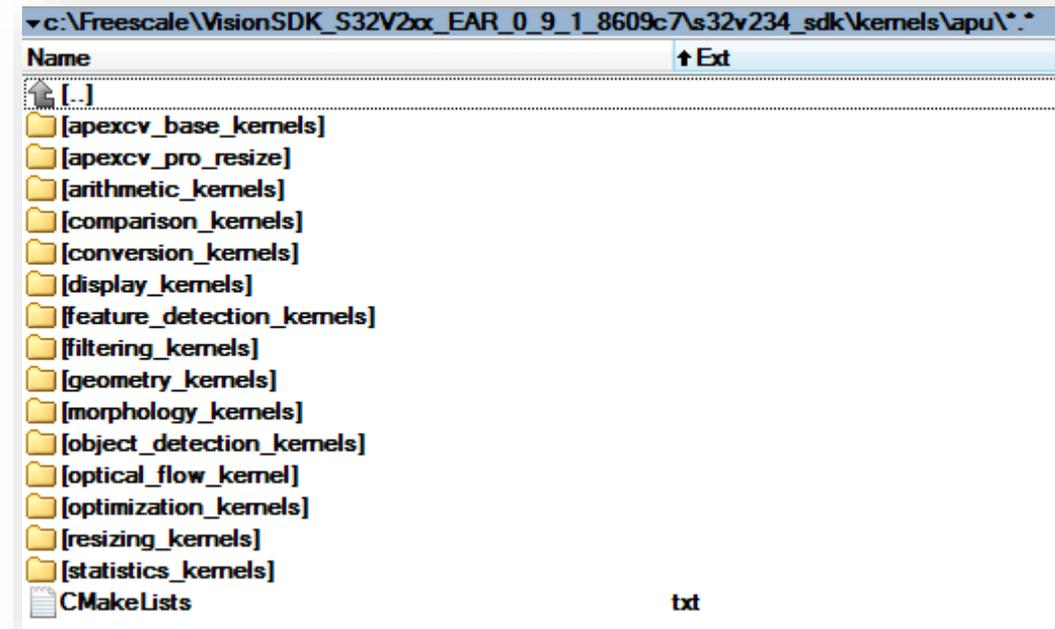 ▾c:\Freescale\VisionSDK_S32V2xx_EAR_0_9_1_8609c7\s32v234_sdk\kernels\apu\*.*
Name ↑Ext
[..]
[apexcv_base_kernels]
[apexcv_pro_resize]
[arithmetic_kernels]
[comparison_kernels]
[conversion_kernels]
[display_kernels]
[feature_detection_kernels]
[filtering_kernels]
[geometry_kernels]
[morphology_kernels]
[object_detection_kernels]
[optical_flow_kernel]
[optimization_kernels]
[resizing_kernels]
[statistics_kernels]
CMakeLists txt